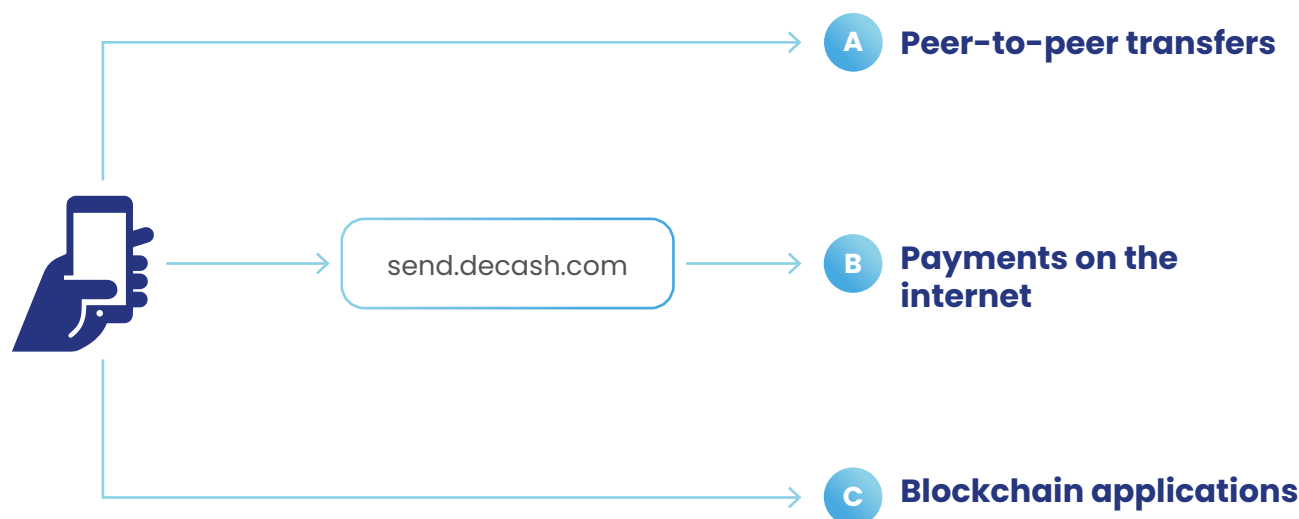 A Peer-to-peer transfers
send.decash.com
B Payments on the
internet
C Blockchain applications